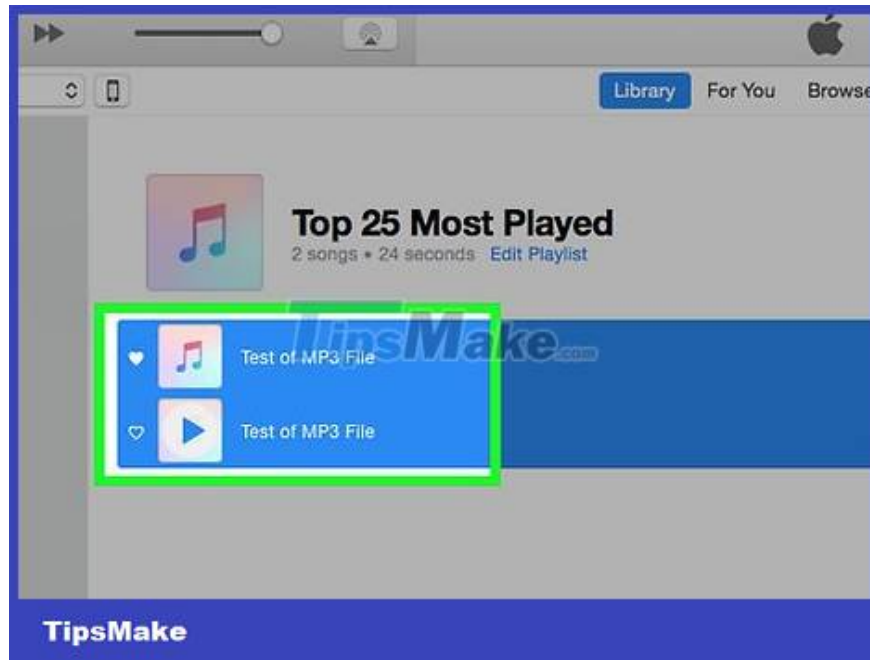 Library For You Browse
Top 25 Most Played
2 songs • 24 seconds Edit Playlist
TipsMake.com
Test of MP3 File
Test of MP3 File
TipsMake